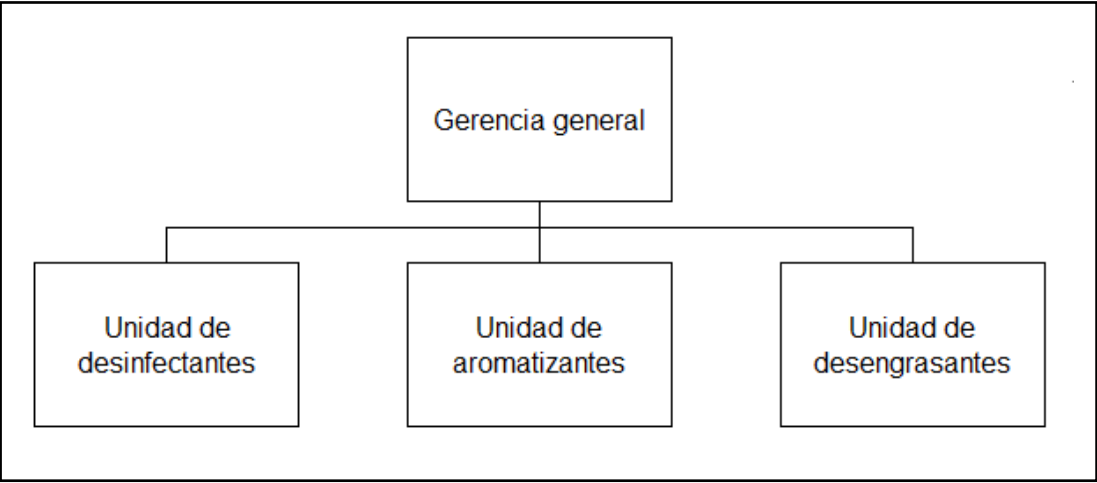 Gerencia general
Unidad de
desinfectantes
Unidad de
aromatizantes
Unidad de
desengrasantes